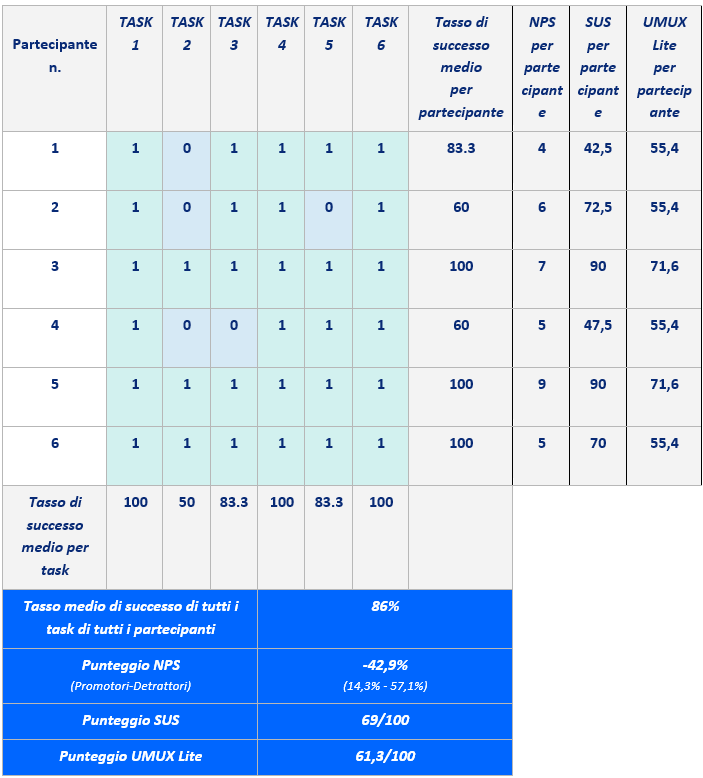 Partecipante n. TASK 1 TASK 2 TASK 3 TASK 4 TASK 5 TASK 6 Tasso di successo medio per partecipante NPS per parte cipant e SUS per parte cipant e UMUX Lite per partecip ante
1 1 0 1 1 1 1 83.3 4 42,5 55,4
2 1 0 1 1 0 1 60 6 72,5 55,4
3 1 1 1 1 1 1 100 7 90 71,6
4 1 0 0 1 1 1 60 5 47,5 55,4
5 1 1 1 1 1 1 100 9 90 71,6
6 1 1 1 1 1 1 100 5 70 55,4
Tasso di successo medio per task 100 50 83.3 100 83.3 100
Tasso medio di successo di tutti i task di tutti i partecipanti 86%
Punteggio NPS -42,9%
(Promotori-Detrattori) (14,3% - 57,1%)
Punteggio SUS 69/100
Punteggio UMUX Lite 61,3/100